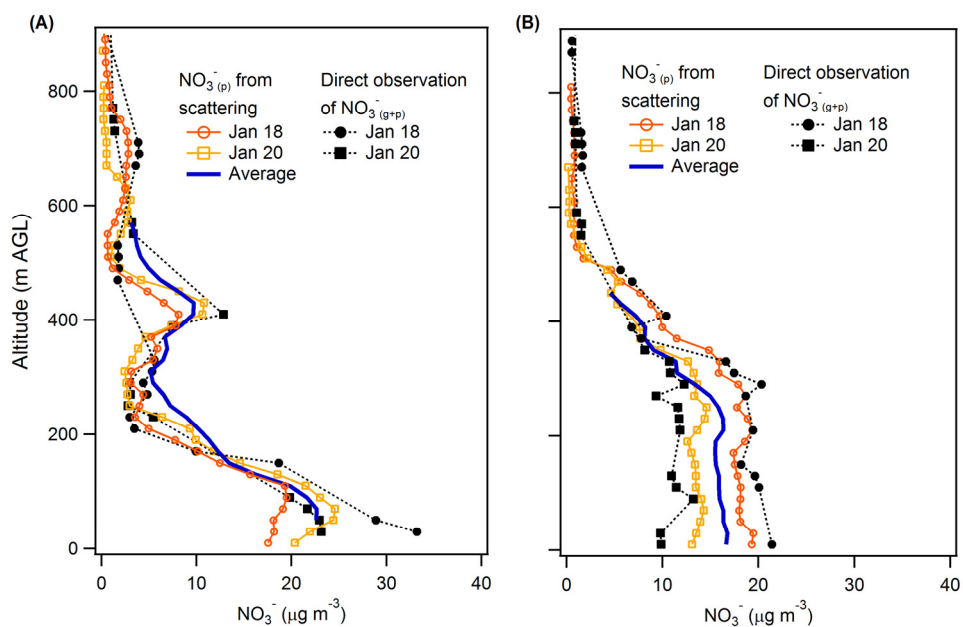 (A)
NO3⁻(p) from
scattering
Direct observation
of NO3⁻(g+p)
Jan 18
Jan 20
Average
Jan 18
Jan 20
800
600
400
200
0
Altitude (m AGL)
0 10 20 30 40
NO3⁻ (μg m⁻³)
(B)
NO3⁻(p) from
scattering
Direct observation
of NO3⁻(g+p)
Jan 18
Jan 20
Average
Jan 18
Jan 20
0 10 20 30 40
NO3⁻ (μg m⁻³)